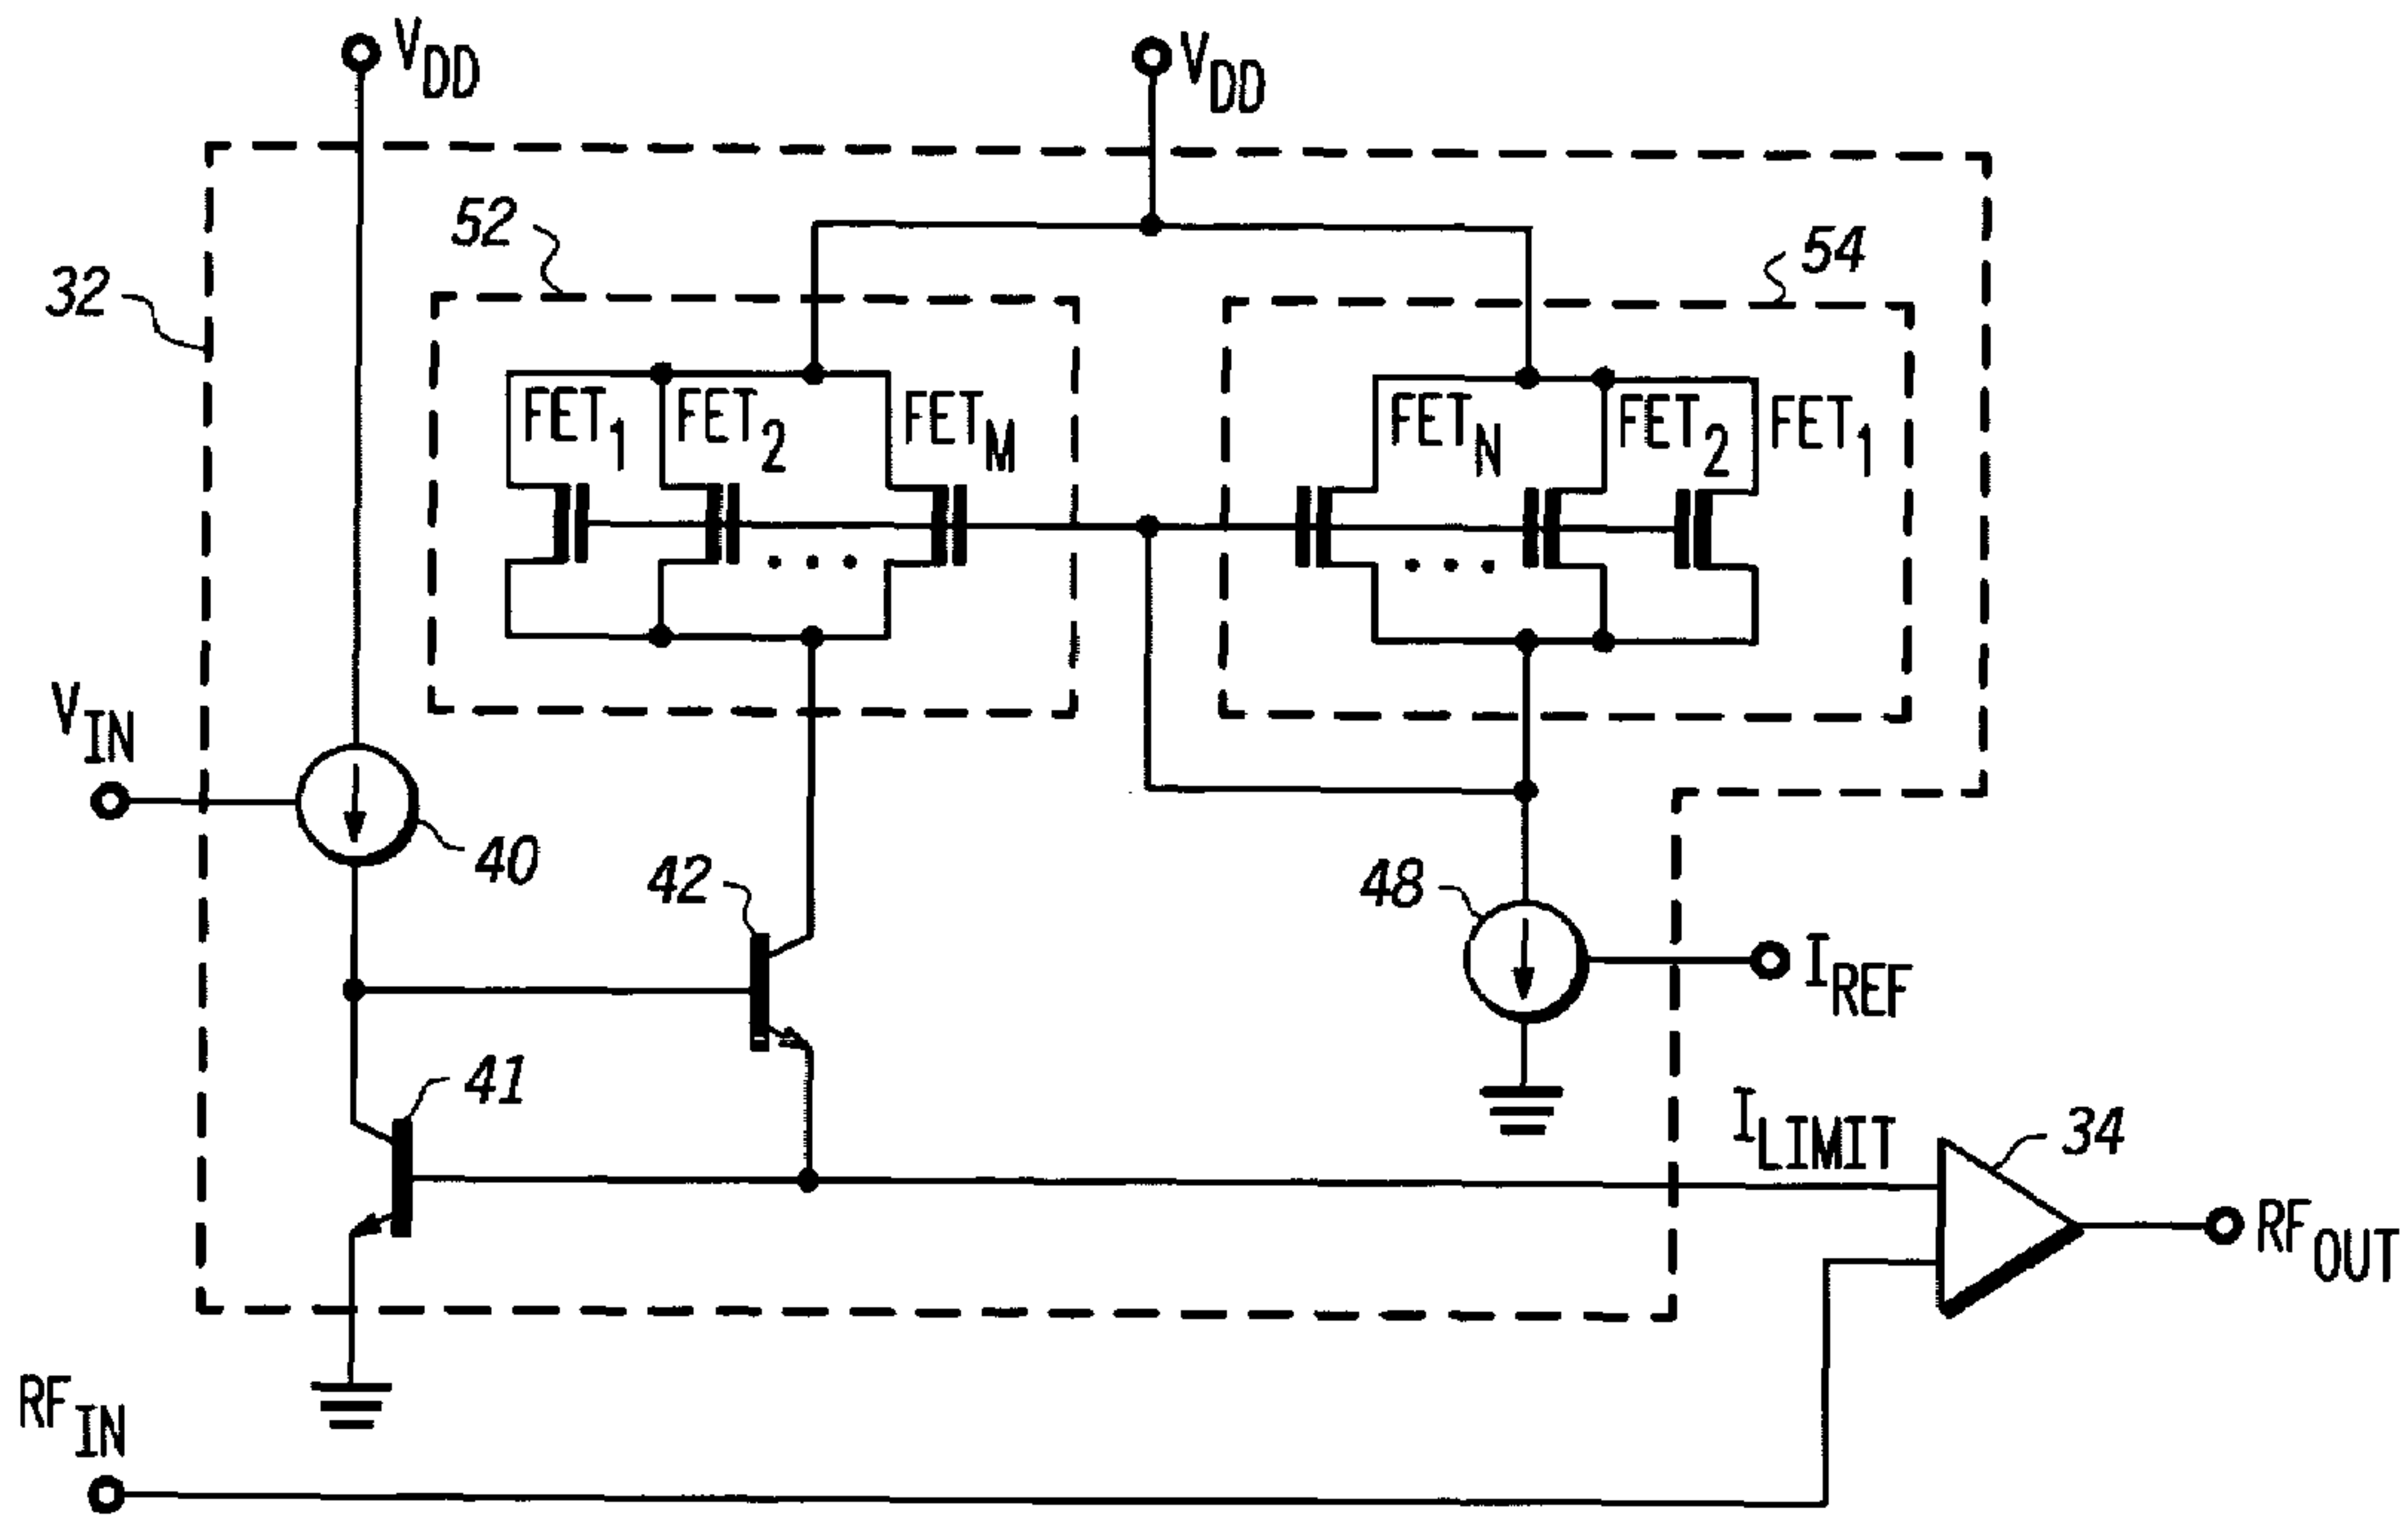 VDD
VDD
52
54
32
FET1
FET2
FETM
FETN
FET2
FET1
VIN
40
42
48
IREF
41
ILIMIT
34
RFOUT
RFIN